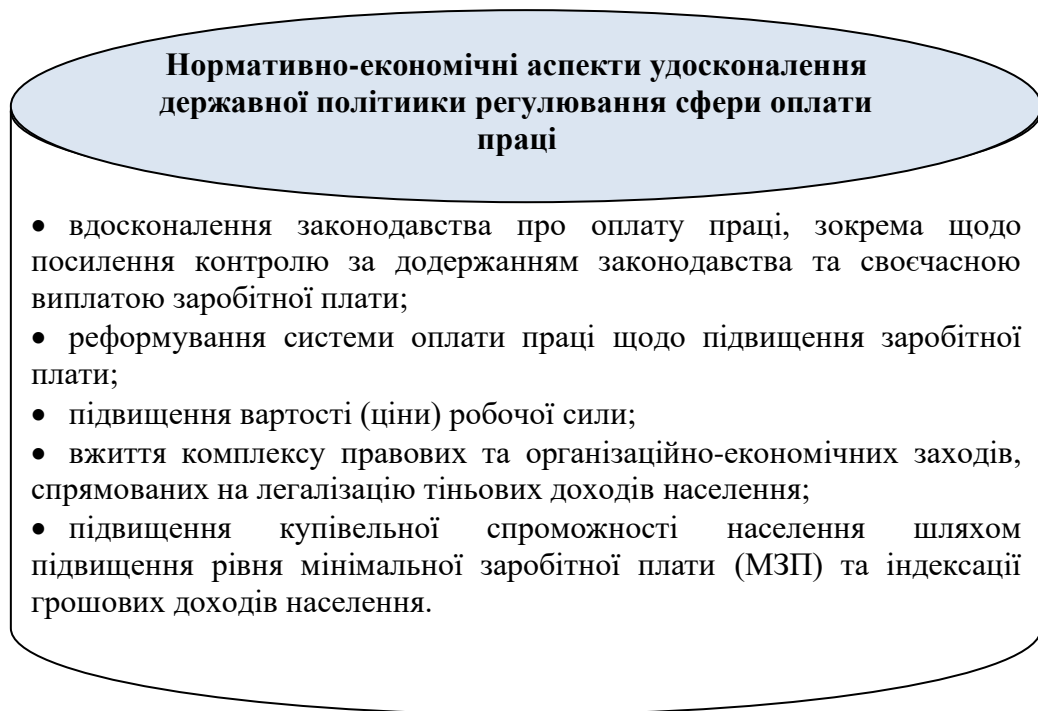 Нормативно-економічні аспекти удосконалення
державної політиики регулювання сфери оплати
праці
• вдосконалення законодавства про оплату праці, зокрема щодо
посилення контролю за додержанням законодавства та своєчасною
виплатою заробітної плати;
• реформування системи оплати праці щодо підвищення заробітної
плати;
• підвищення вартості (ціни) робочої сили;
• вжиття комплексу правових та організаційно-економічних заходів,
спрямованих на легалізацію тіньових доходів населення;
• підвищення купівельної спроможності населення шляхом
підвищення рівня мінімальної заробітної плати (МЗП) та індексації
грошових доходів населення.